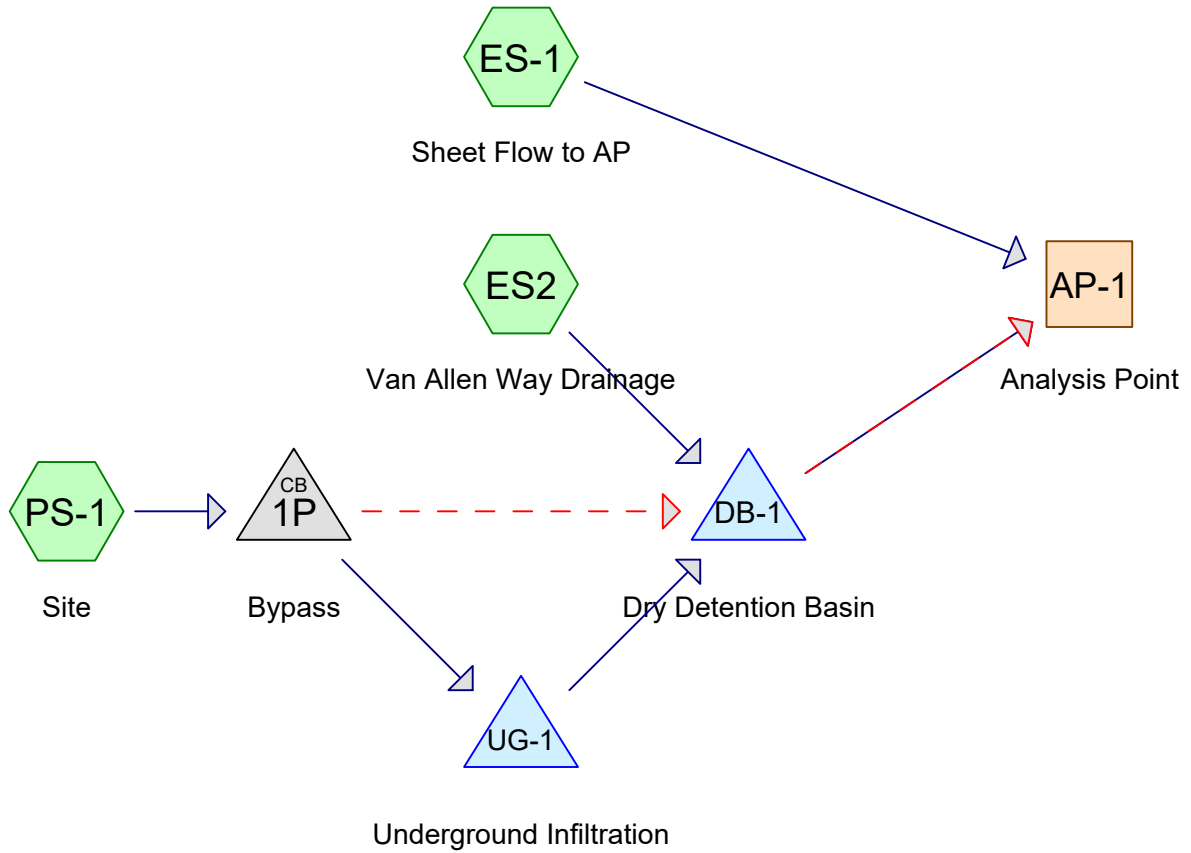 ES-1
Sheet Flow to AP
ES2
Van Allen Way Drainage
AP-1
Analysis Point
PS-1
Site
CB
1P
Bypass
DB-1
Dry Detention Basin
UG-1
Underground Infiltration